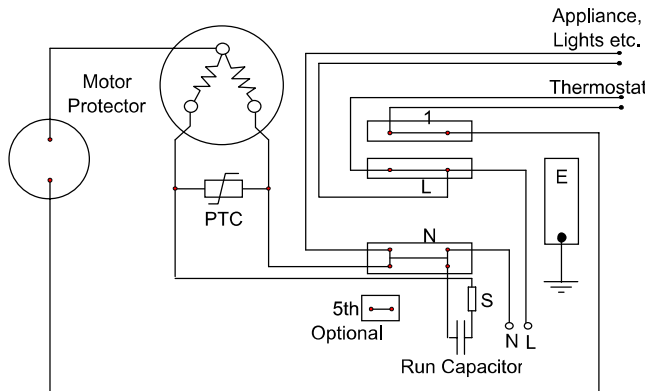 Appliance,
Lights etc.
Motor
Protector
Thermostat
1
L
E
PTC
N
5th
Optional
S
N L
Run Capacitor